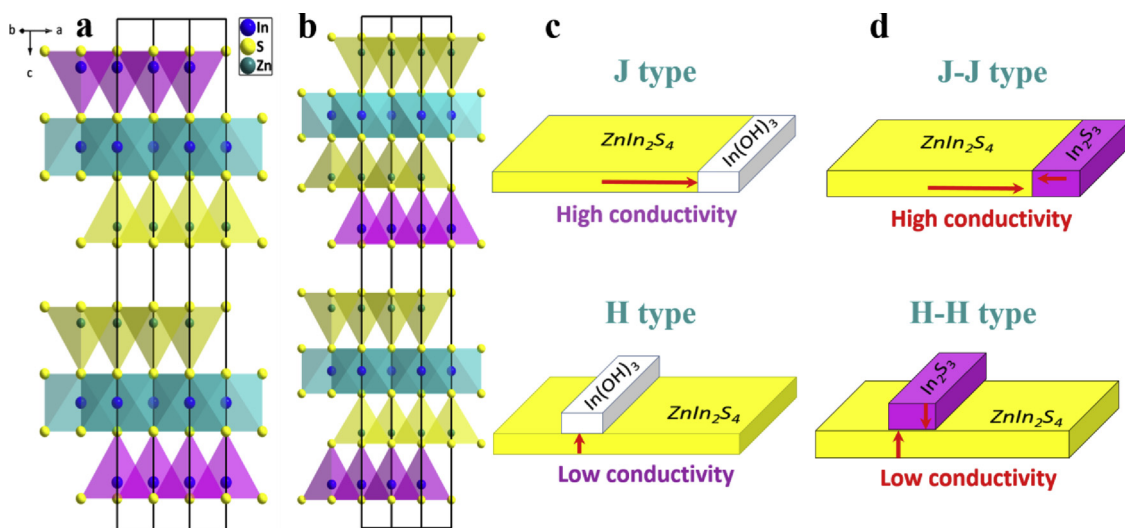 a
b
a
c
In
S
Zn
b
c
J type
ZnIn2S4
In(OH)3
High conductivity
H type
In(OH)3
ZnIn2S4
Low conductivity
d
J-J type
ZnIn2S4
In2S3
High conductivity
H-H type
In2S3
ZnIn2S4
Low conductivity